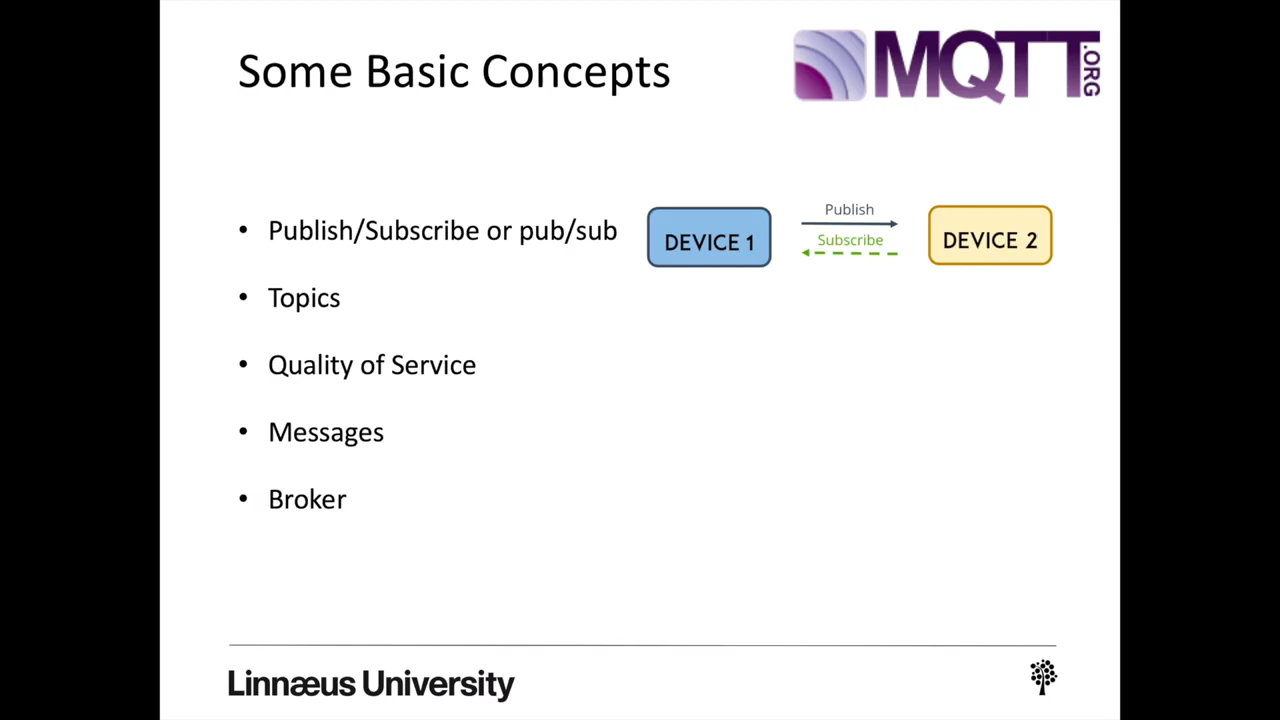 Some Basic Concepts
MQTT.ORG
• Publish/Subscribe or pub/sub
DEVICE 1
Publish
Subscribe
DEVICE 2
• Topics
• Quality of Service
• Messages
• Broker
Linnæus University